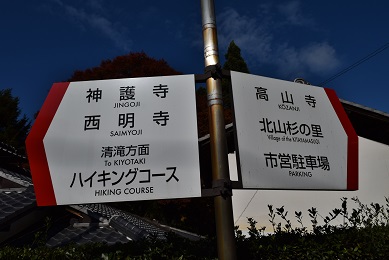 神護寺
JINGOJI
西明寺
SAIMYOJI
清滝方面
To KIYOTAKI
ハイキングコース
HIKING COURSE
高山寺
KOZANJI
北山杉の里
Village of the KITAYAMASUGI
市営駐車場
PARKING